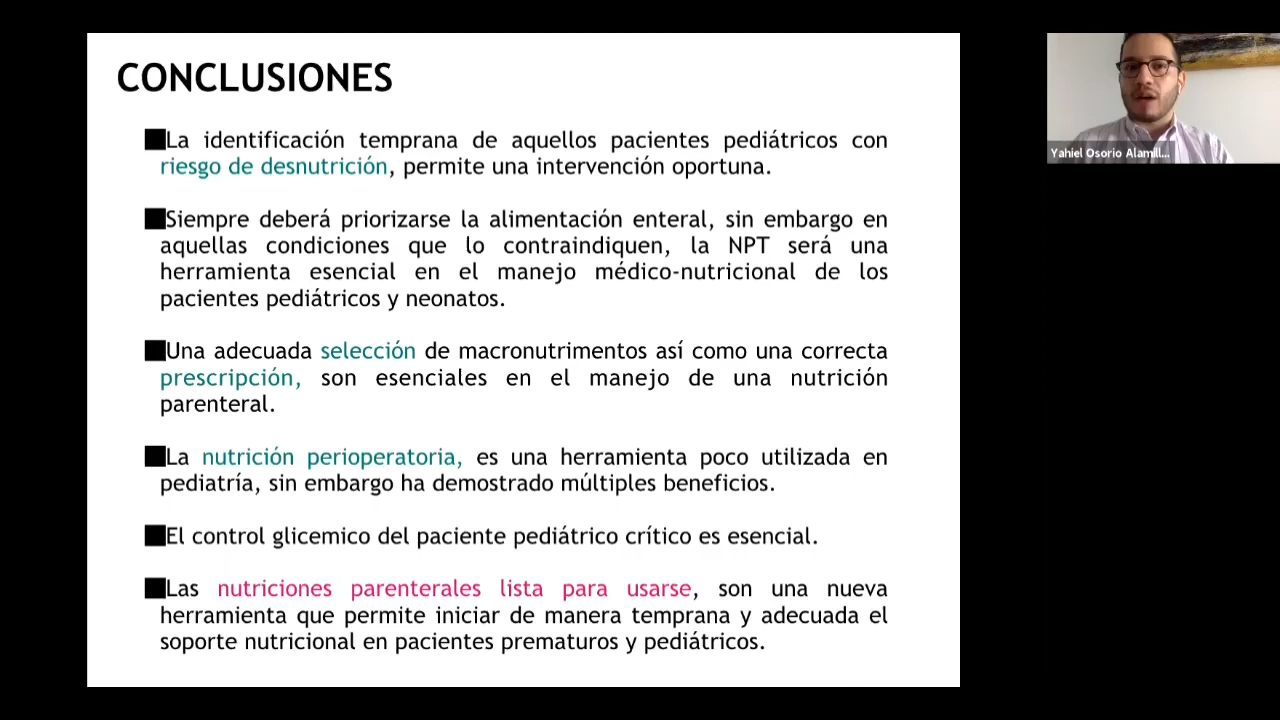 CONCLUSIONES
La identificación temprana de aquellos pacientes pediátricos con
riesgo de desnutrición, permite una intervención oportuna.
Siempre deberá priorizarse la alimentación enteral, sin embargo en
aquellas condiciones que lo contraindiquen, la NPT será una
herramienta esencial en el manejo médico-nutricional de los
pacientes pediátricos y neonatos.
Una adecuada selección de macronutrimentos así como una correcta
prescripción, son esenciales en el manejo de una nutrición
parenteral.
La nutrición perioperatoria, es una herramienta poco utilizada en
pediatría, sin embargo ha demostrado múltiples beneficios.
El control glicemico del paciente pediátrico crítico es esencial.
Las nutriciones parenterales lista para usarse, son una nueva
herramienta que permite iniciar de manera temprana y adecuada el
soporte nutricional en pacientes prematuros y pediátricos.
Yahiel Osorio Alamill...